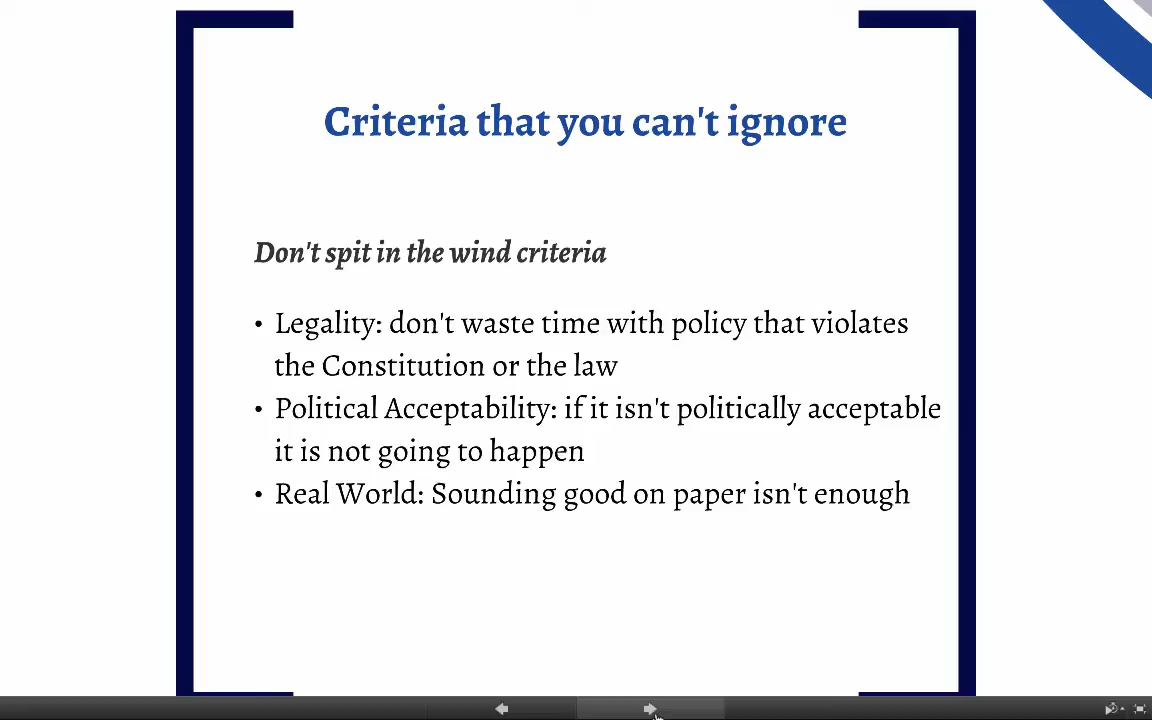 Criteria that you can't ignore
Don't spit in the wind criteria
• Legality: don't waste time with policy that violates
the Constitution or the law
• Political Acceptability: if it isn't politically acceptable
it is not going to happen
• Real World: Sounding good on paper isn't enough